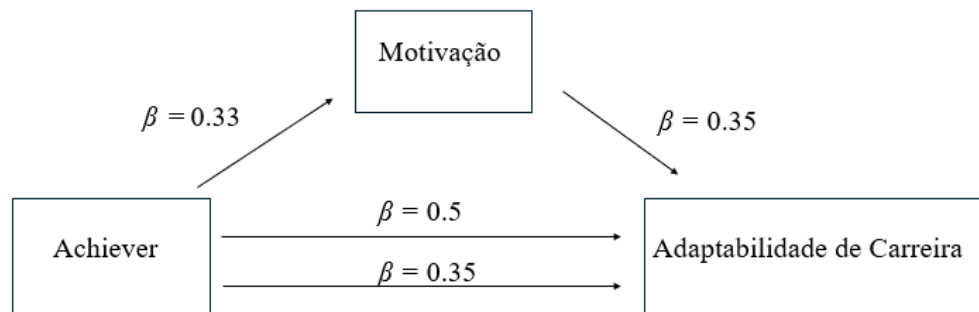 Motivação
β = 0.33
β = 0.35
β = 0.5
Achiever
Adaptabilidade de Carreira
β = 0.35